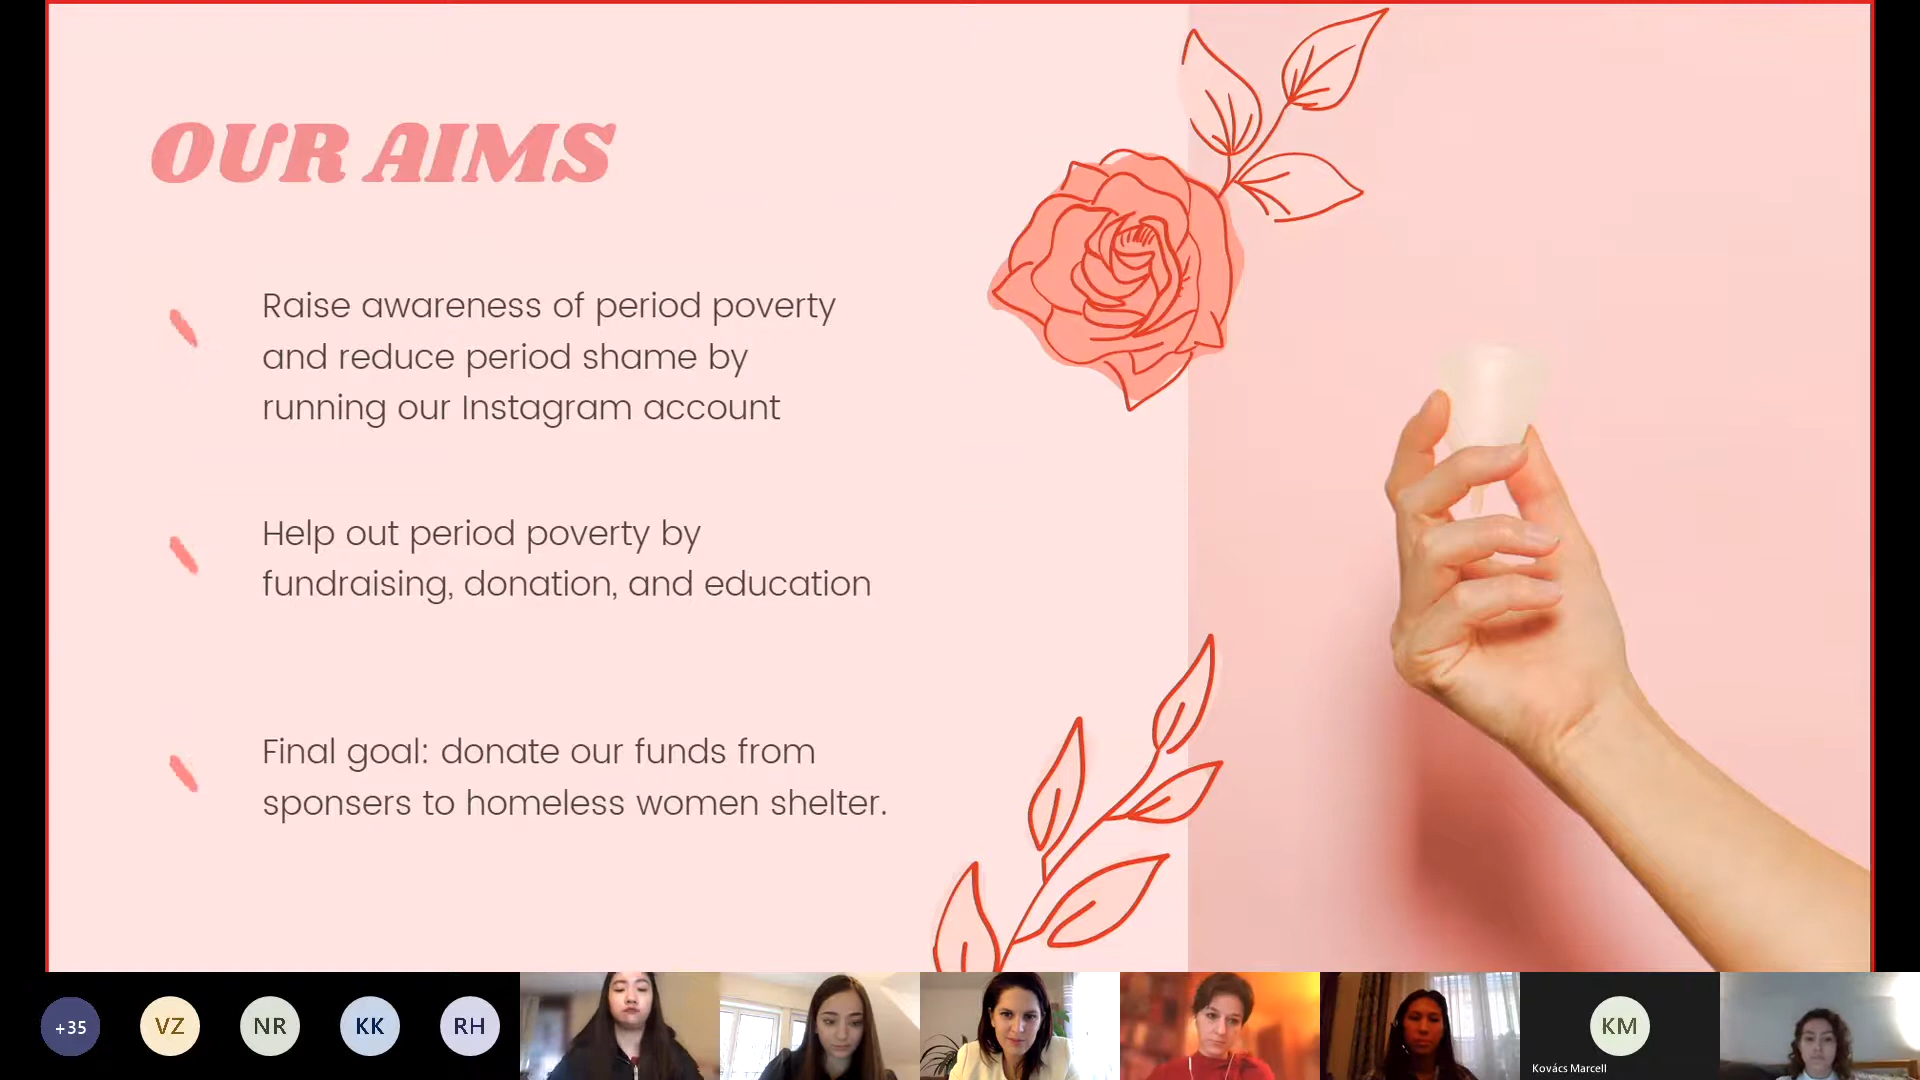 OUR AIMS
Raise awareness of period poverty
and reduce period shame by
running our Instagram account
Help out period poverty by
fundraising, donation, and education
Final goal: donate our funds from
sponsers to homeless women shelter.
+35
VZ
NR
KK
RH
KM
Kovács Marcell